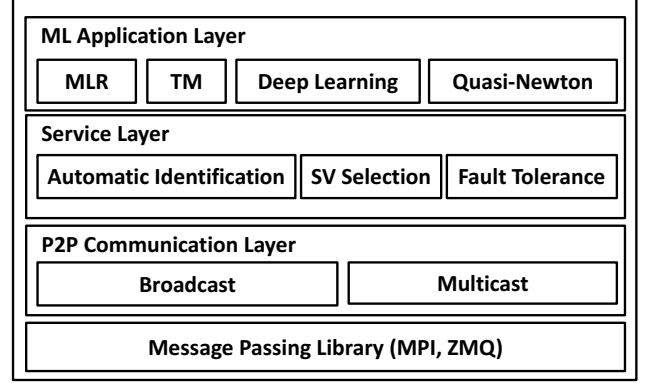 ML Application Layer
MLR TM Deep Learning Quasi-Newton
Service Layer
Automatic Identification SV Selection Fault Tolerance
P2P Communication Layer
Broadcast Multicast
Message Passing Library (MPI, ZMQ)